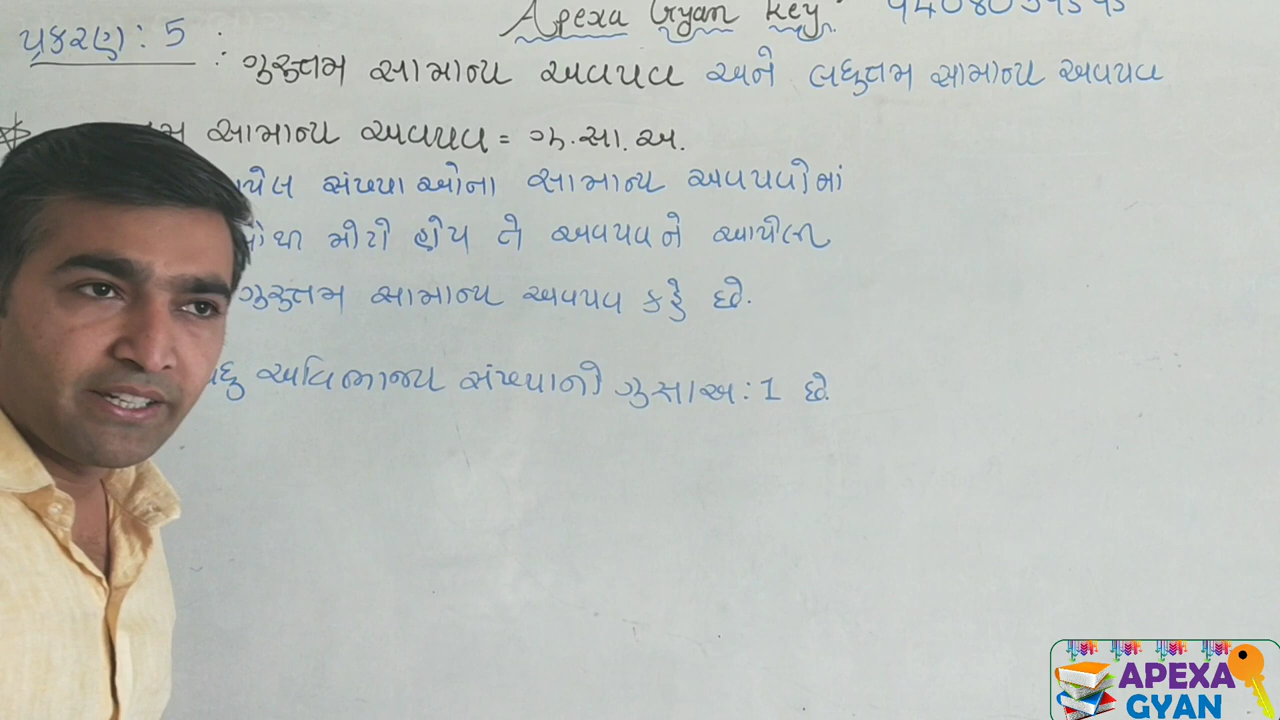 Apexa Gyan Key
પ્રકરણ : 5
: ગુરુત્તમ સામાન્ય અવયવ અને લઘુત્તમ સામાન્ય અવયવ
સામાન્ય અવયવ = ગુ.સા.અ.
સંખ્યાઓના સામાન્ય અવયવોમાં
મોટો હોય તે અવયવને આપેલી
ગુરુત્તમ સામાન્ય અવયવ કહે છે.
અવિભાજ્ય સંખ્યાનો ગુસાઅ : 1 છે.
APEXA
GYAN